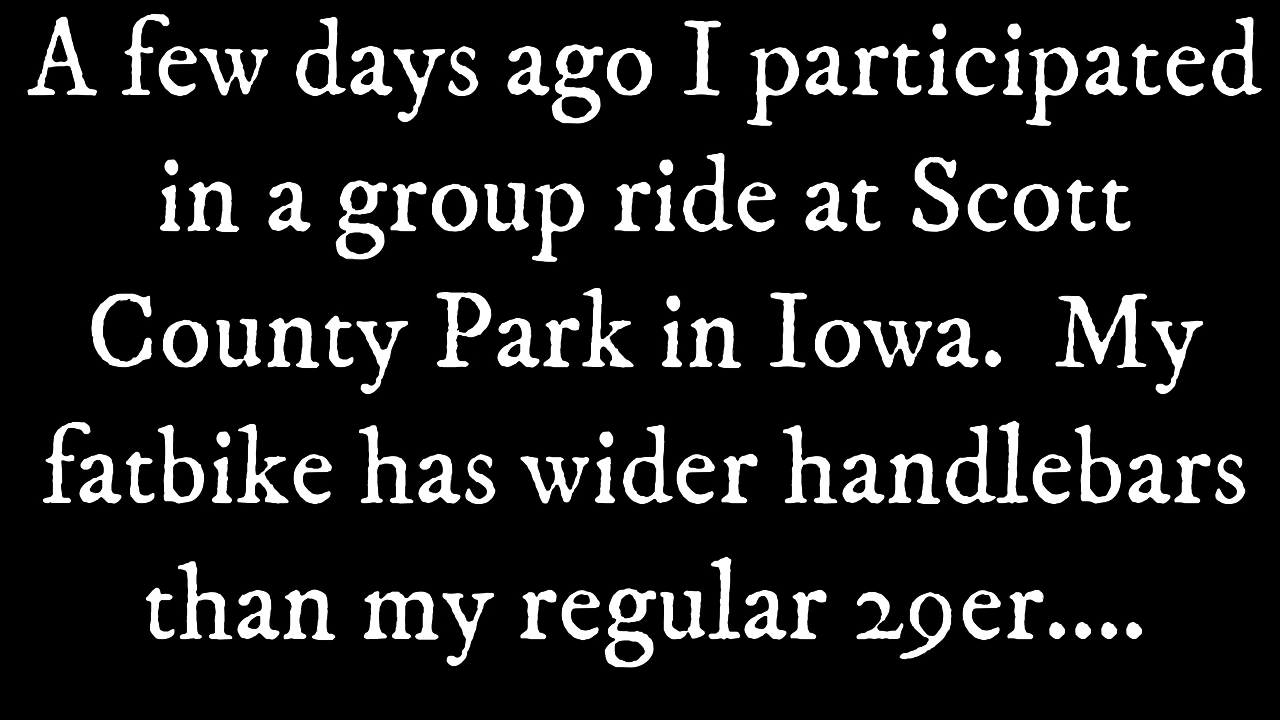 A few days ago I participated
in a group ride at Scott
County Park in Iowa.  My
fatbike has wider handlebars
than my regular 29er....